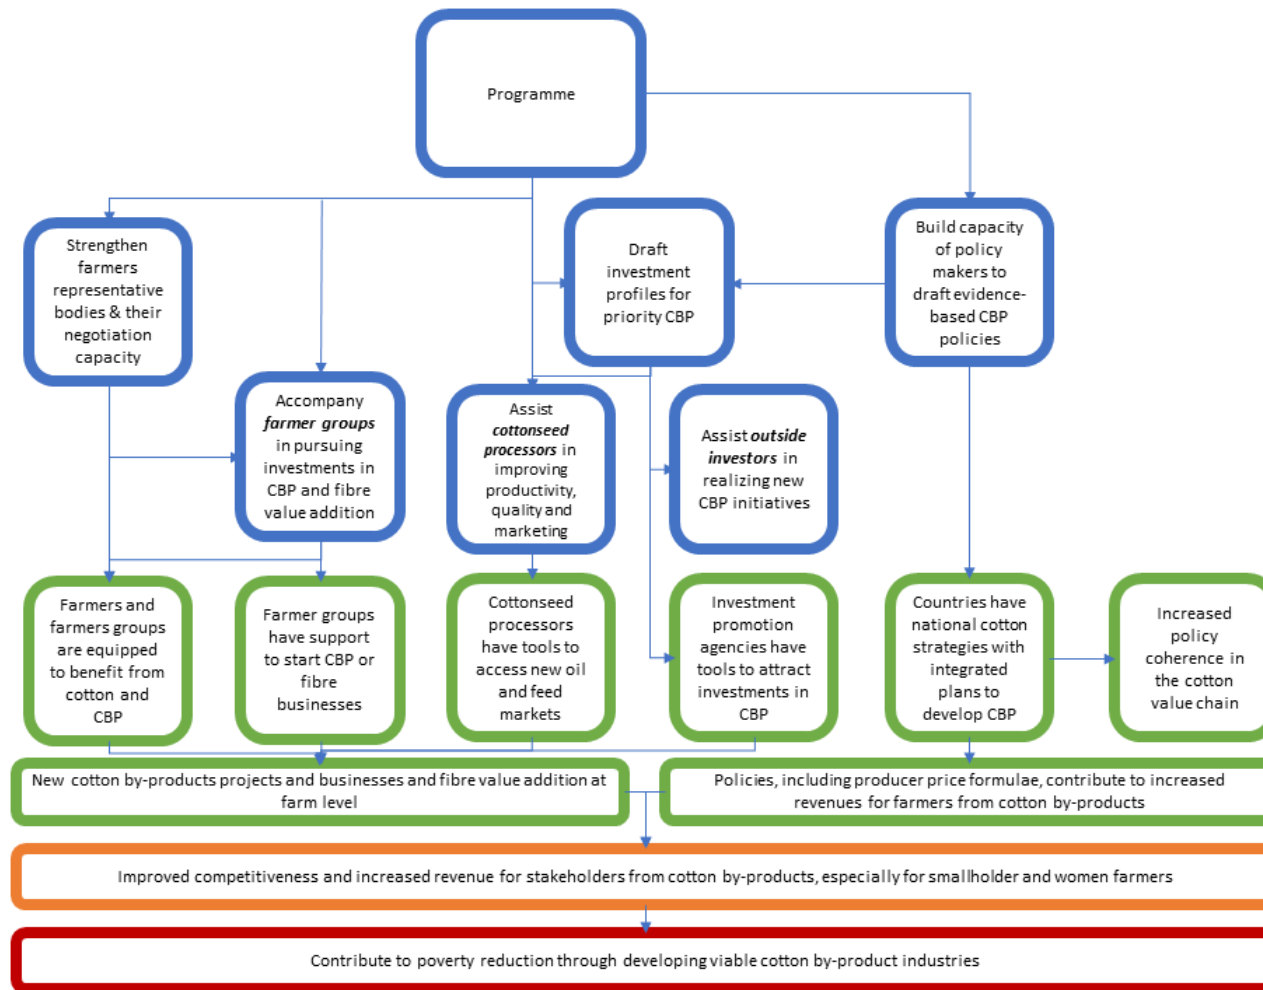 Programme
Strengthen
farmers
representative
bodies & their
negotiation
capacity
Draft
investment
profiles for
priority CBP
Build capacity
of policy
makers to
draft evidence-
based CBP
policies
Accompany
farmer groups
in pursuing
investments in
CBP and fibre
value addition
Assist
cottonseed
processors in
improving
productivity,
quality and
marketing
Assist outside
investors in
realizing new
CBP initiatives
Farmers and
farmers groups
are equipped
to benefit from
cotton and
CBP
Farmer groups
have support
to start CBP or
fibre
businesses
Cottonseed
processors
have tools to
access new oil
and feed
markets
Investment
promotion
agencies have
tools to attract
investments in
CBP
Countries have
national cotton
strategies with
integrated
plans to
develop CBP
Increased
policy
coherence in
the cotton
value chain
New cotton by-products projects and businesses and fibre value addition at
farm level
Policies, including producer price formulae, contribute to increased
revenues for farmers from cotton by-products
Improved competitiveness and increased revenue for stakeholders from cotton by-products, especially for smallholder and women farmers
Contribute to poverty reduction through developing viable cotton by-product industries